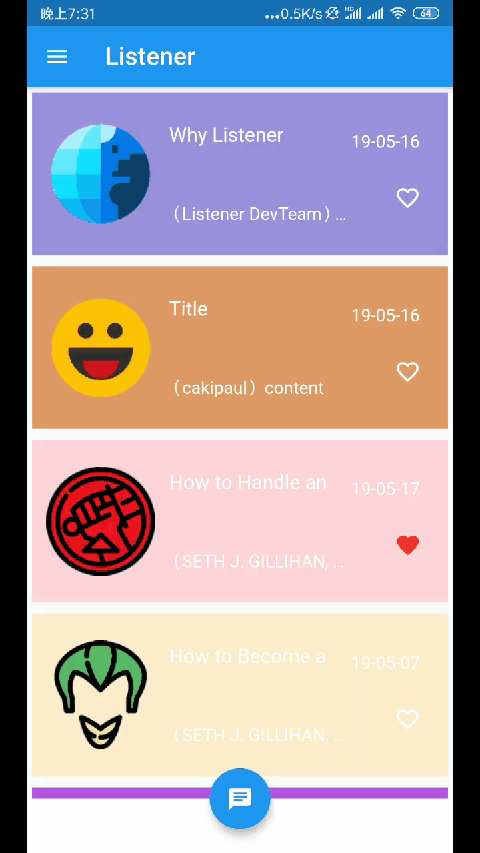 晚上7:31
...0.5K/s
HD
64
Listener
Why Listener
19-05-16
（Listener DevTeam）...
Title
19-05-16
（cakipaul）content
How to Handle an
19-05-17
（SETH J. GILLIHAN, ...
How to Become a
19-05-07
（SETH J. GILLIHAN, ...